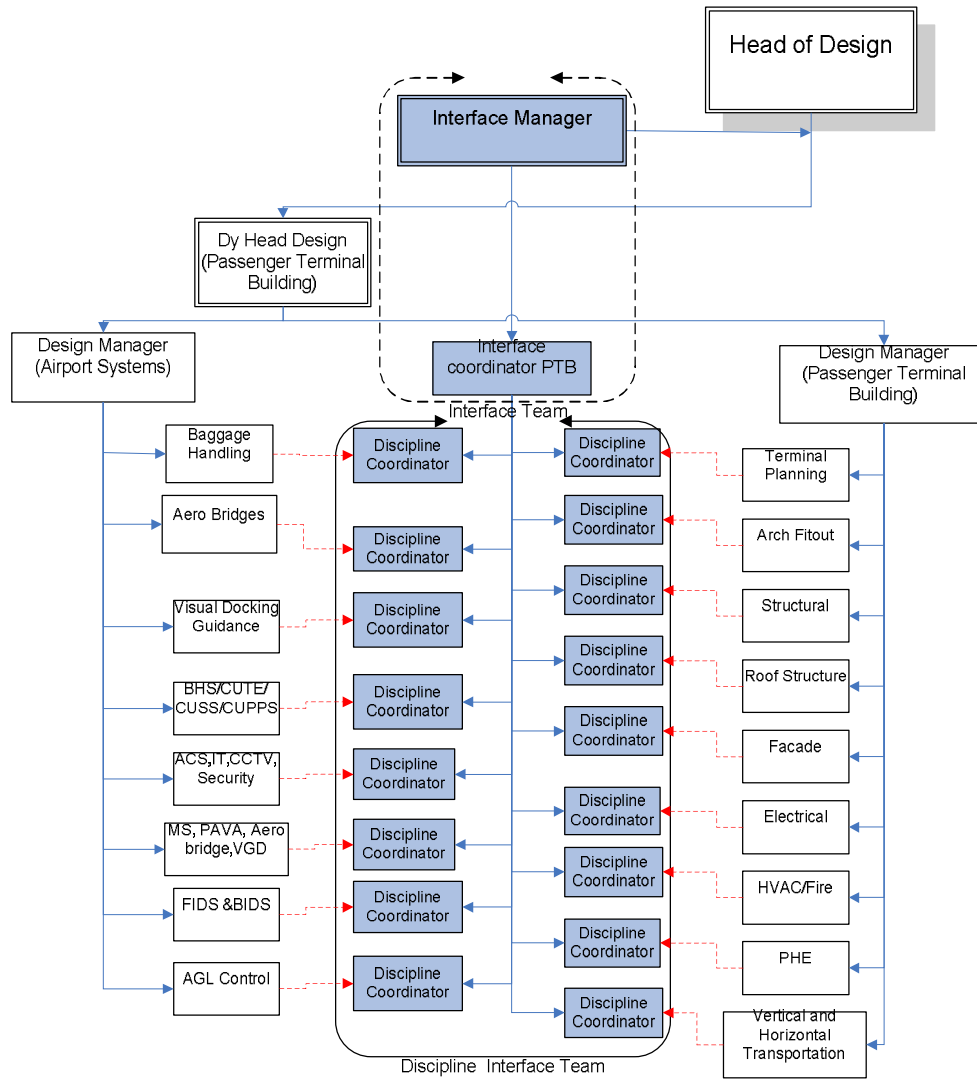 Head of Design
Interface Manager
Dy Head Design
(Passenger Terminal
Building)
Design Manager
(Airport Systems)
Interface
coordinator PTB
Design Manager
(Passenger Terminal
Building)
Interface Team
Baggage
Handling
Discipline
Coordinator
Discipline
Coordinator
Terminal
Planning
Aero Bridges
Discipline
Coordinator
Discipline
Coordinator
Arch Fitout
Visual Docking
Guidance
Discipline
Coordinator
Discipline
Coordinator
Structural
BHS/CUTE/
CUSS/CUPPS
Discipline
Coordinator
Discipline
Coordinator
Roof Structure
ACS,IT,CCTV,
Security
Discipline
Coordinator
Discipline
Coordinator
Facade
MS, PAVA, Aero
bridge,VGD
Discipline
Coordinator
Discipline
Coordinator
Electrical
FIDS &BIDS
Discipline
Coordinator
Discipline
Coordinator
HVAC/Fire
AGL Control
Discipline
Coordinator
Discipline
Coordinator
PHE
Discipline
Coordinator
Vertical and
Horizontal
Transportation
Discipline Interface Team